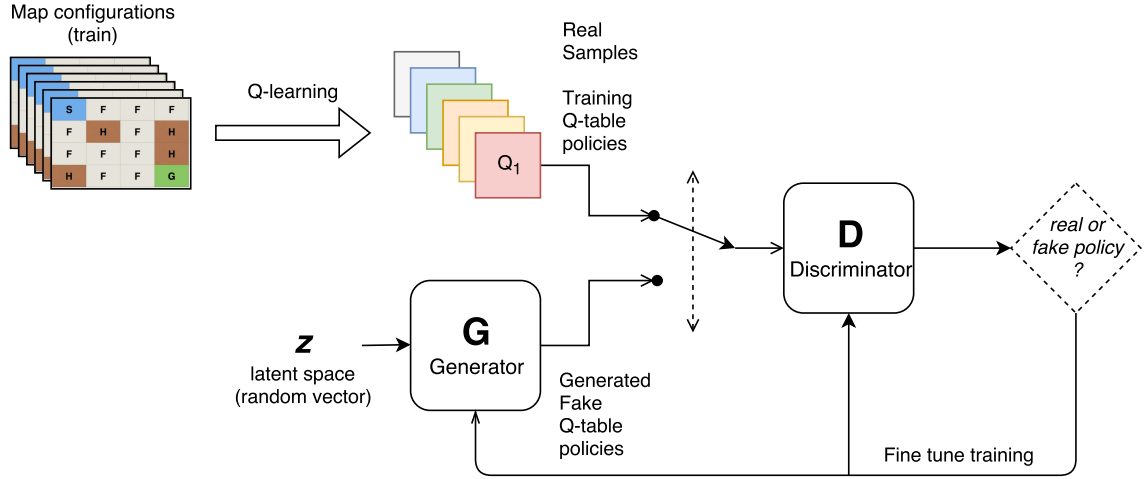 Map configurations
(train)
S F F F
F H F H
F F F H
H F F G
Q-learning
Q1
Real
Samples
Training
Q-table
policies
D
Discriminator
real or
fake policy
?
z
latent space
(random vector)
G
Generator
Generated
Fake
Q-table
policies
Fine tune training